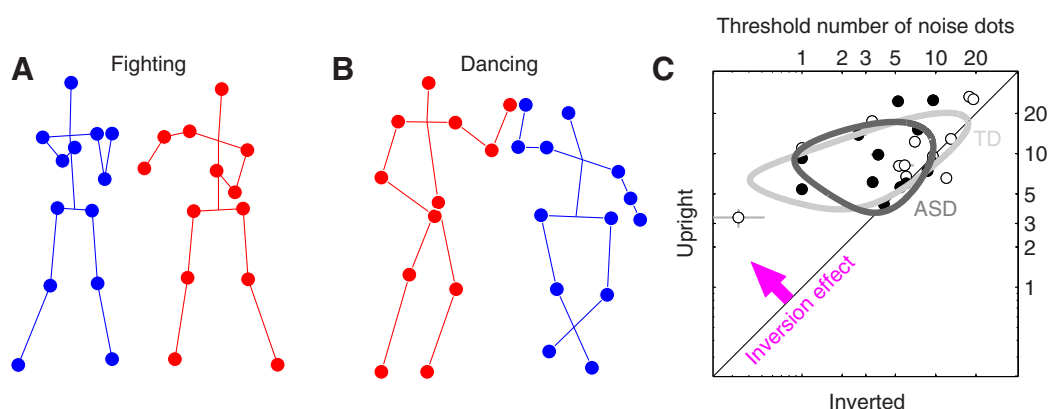 A
Fighting
B
Dancing
C
Threshold number of noise dots
1 2 3 5 10 20
Upright
20
10
5
3
2
1
TD
ASD
Inversion effect
Inverted